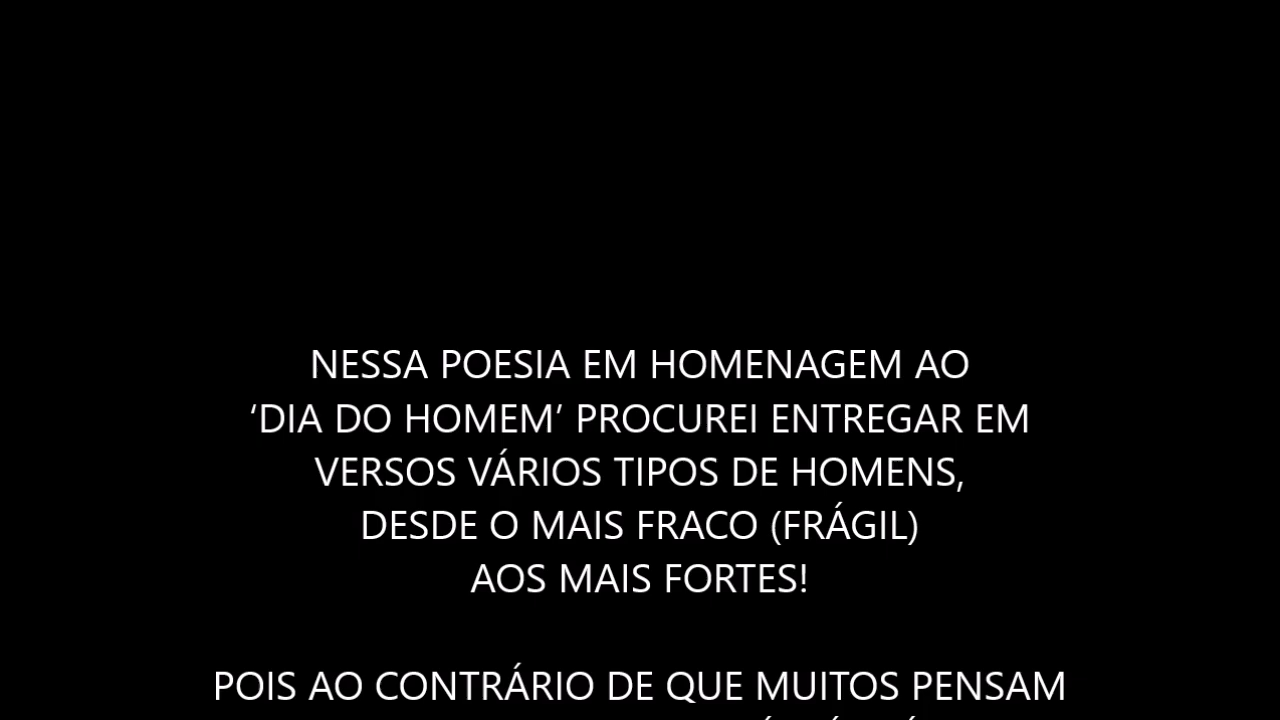 NESSA POESIA EM HOMENAGEM AO
‘DIA DO HOMEM’ PROCUREI ENTREGAR EM
VERSOS VÁRIOS TIPOS DE HOMENS,
DESDE O MAIS FRACO (FRÁGIL)
AOS MAIS FORTES!
POIS AO CONTRÁRIO DE QUE MUITOS PENSAM